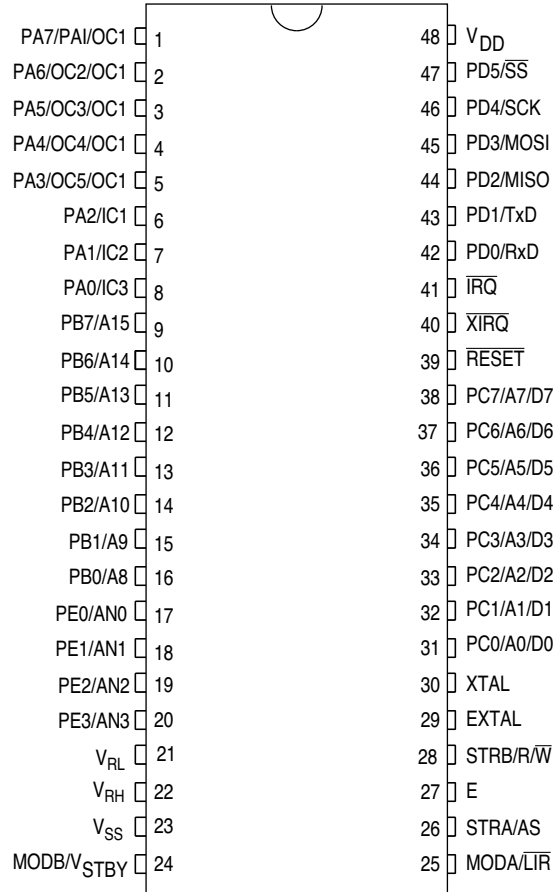 PA7/PAI/OC1 1 48 VDD
PA6/OC2/OC1 2 47 PD5/S̅S̅
PA5/OC3/OC1 3 46 PD4/SCK
PA4/OC4/OC1 4 45 PD3/MOSI
PA3/OC5/OC1 5 44 PD2/MISO
PA2/IC1 6 43 PD1/TxD
PA1/IC2 7 42 PD0/RxD
PA0/IC3 8 41 I̅R̅Q̅
PB7/A15 9 40 X̅I̅R̅Q̅
PB6/A14 10 39 R̅E̅S̅E̅T̅
PB5/A13 11 38 PC7/A7/D7
PB4/A12 12 37 PC6/A6/D6
PB3/A11 13 36 PC5/A5/D5
PB2/A10 14 35 PC4/A4/D4
PB1/A9 15 34 PC3/A3/D3
PB0/A8 16 33 PC2/A2/D2
PE0/AN0 17 32 PC1/A1/D1
PE1/AN1 18 31 PC0/A0/D0
PE2/AN2 19 30 XTAL
PE3/AN3 20 29 EXTAL
VRL 21 28 STRB/R/W̅
VRH 22 27 E
VSS 23 26 STRA/AS
MODB/VSTBY 24 25 MODA/L̅I̅R̅